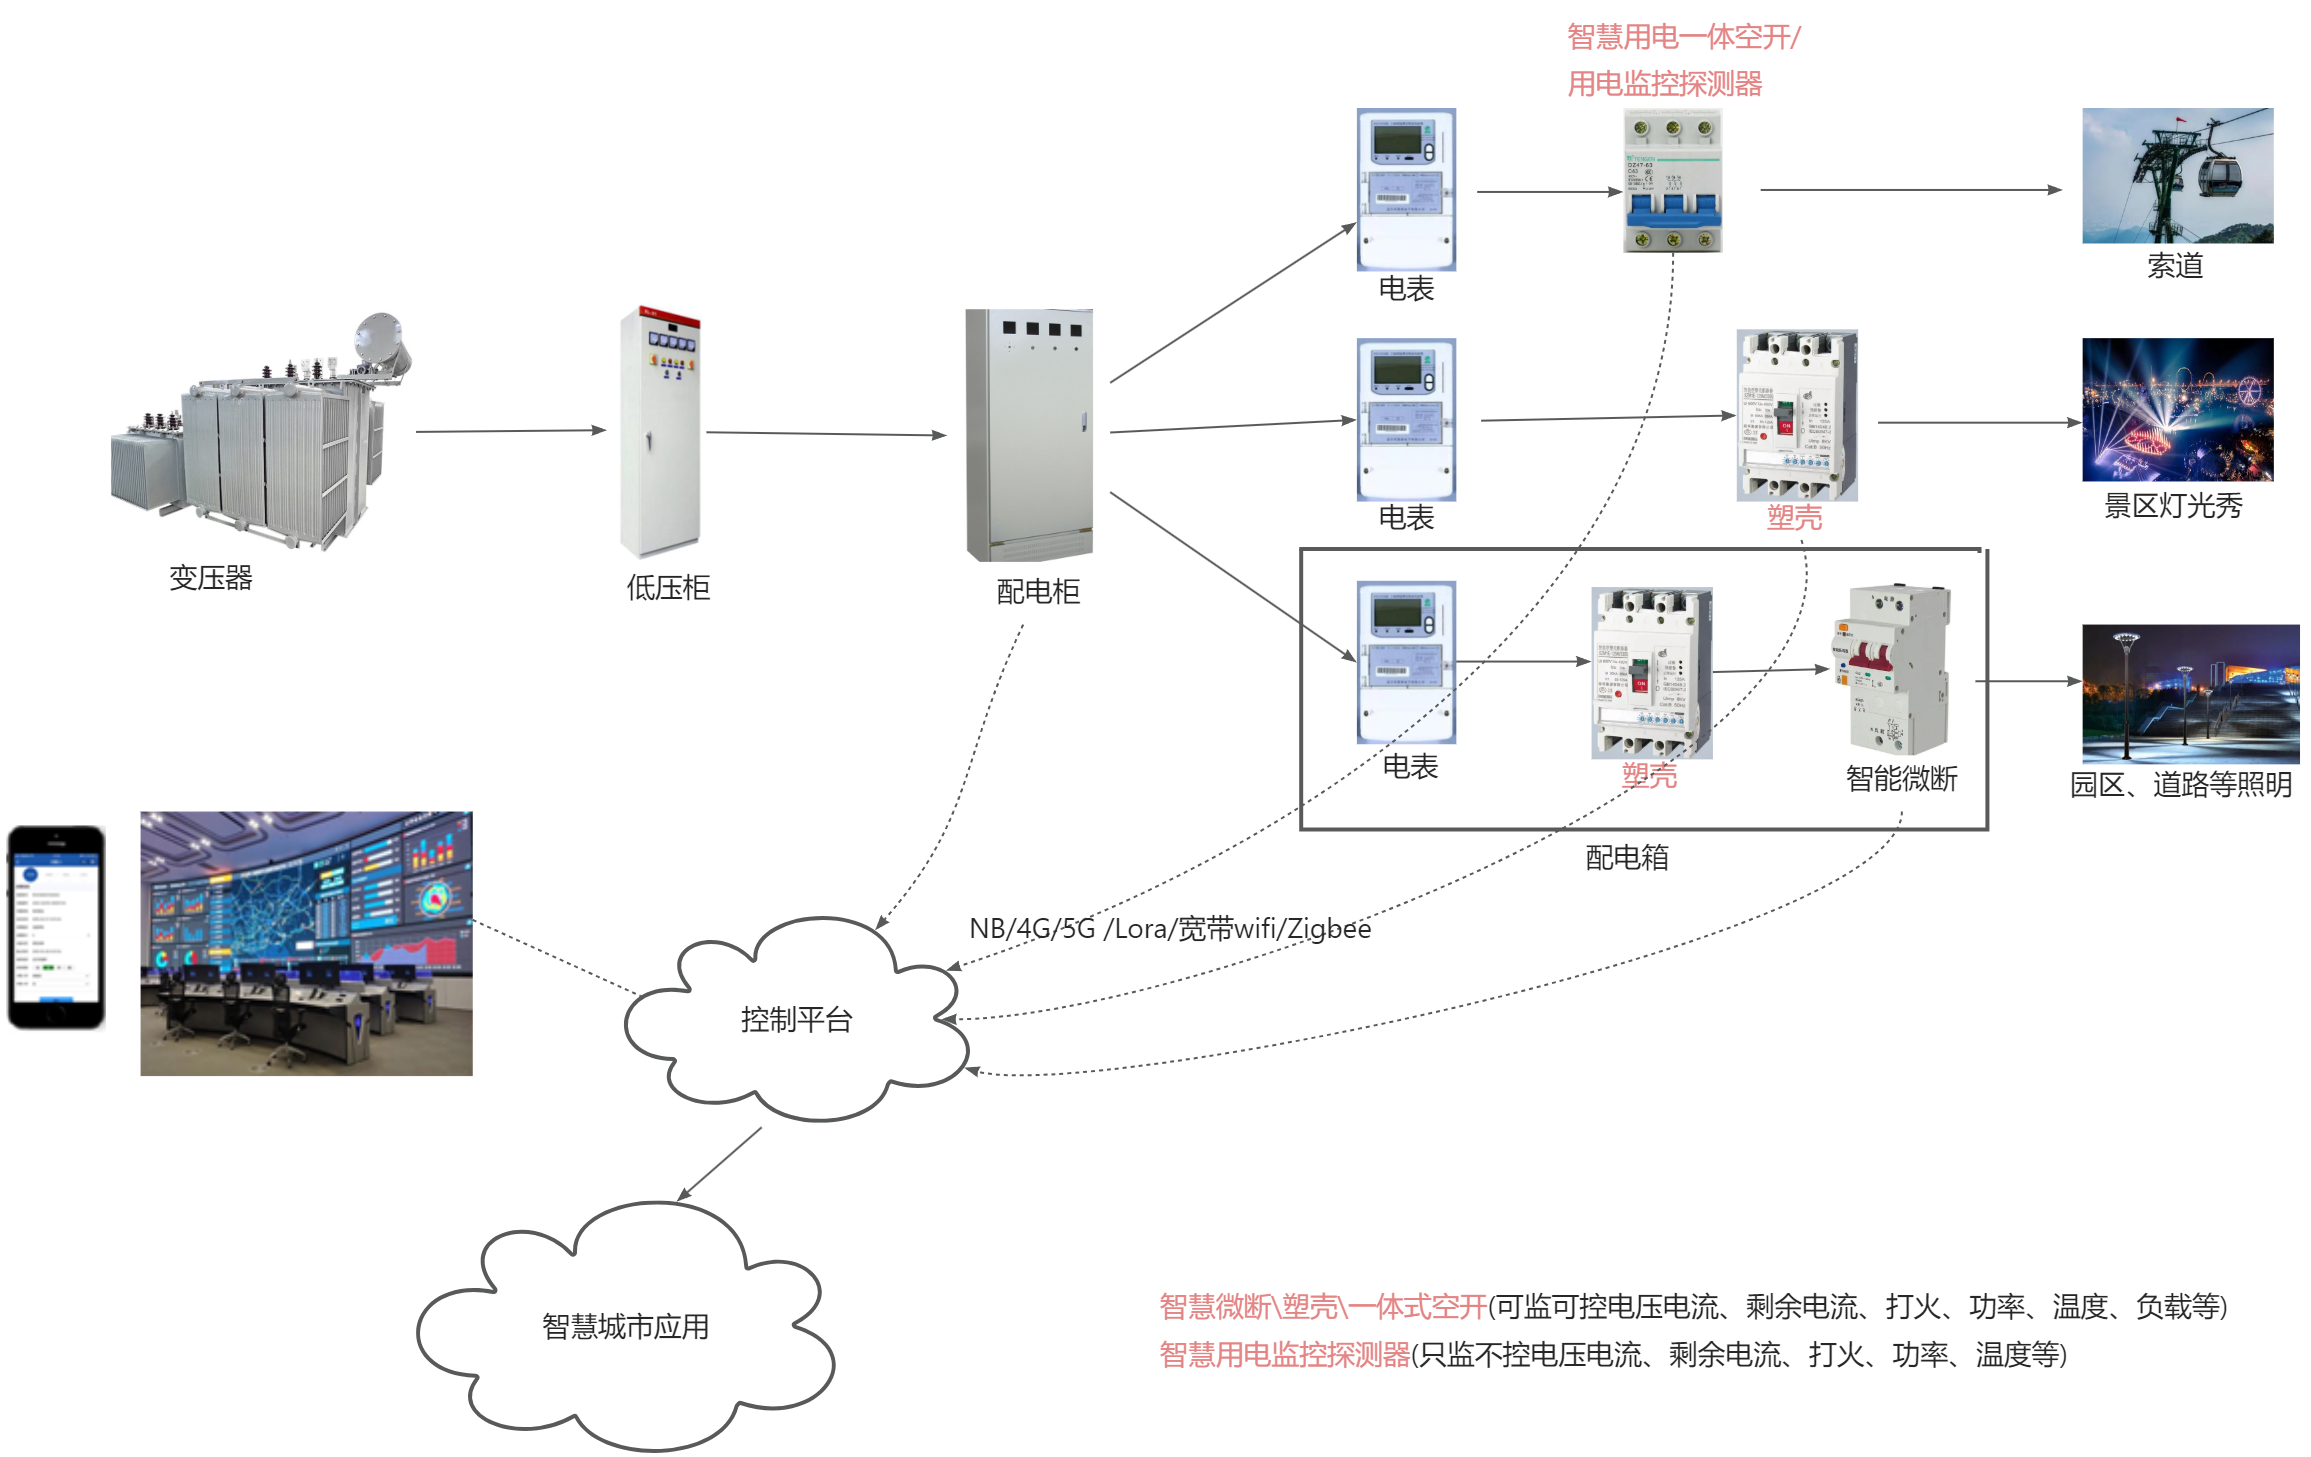 智慧用电一体空开/
用电监控探测器
DZ47-63
C63
电表
索道
电表
塑壳
景区灯光秀
变压器
低压柜
配电柜
ON
电表
塑壳
智能微断
园区、道路等照明
配电箱
NB/4G/5G /Lora/宽带wifi/Zigbee
控制平台
智慧城市应用
智慧微断\塑壳\一体式空开(可监可控电压电流、剩余电流、打火、功率、温度、负载等)
智慧用电监控探测器(只监不控电压电流、剩余电流、打火、功率、温度等)